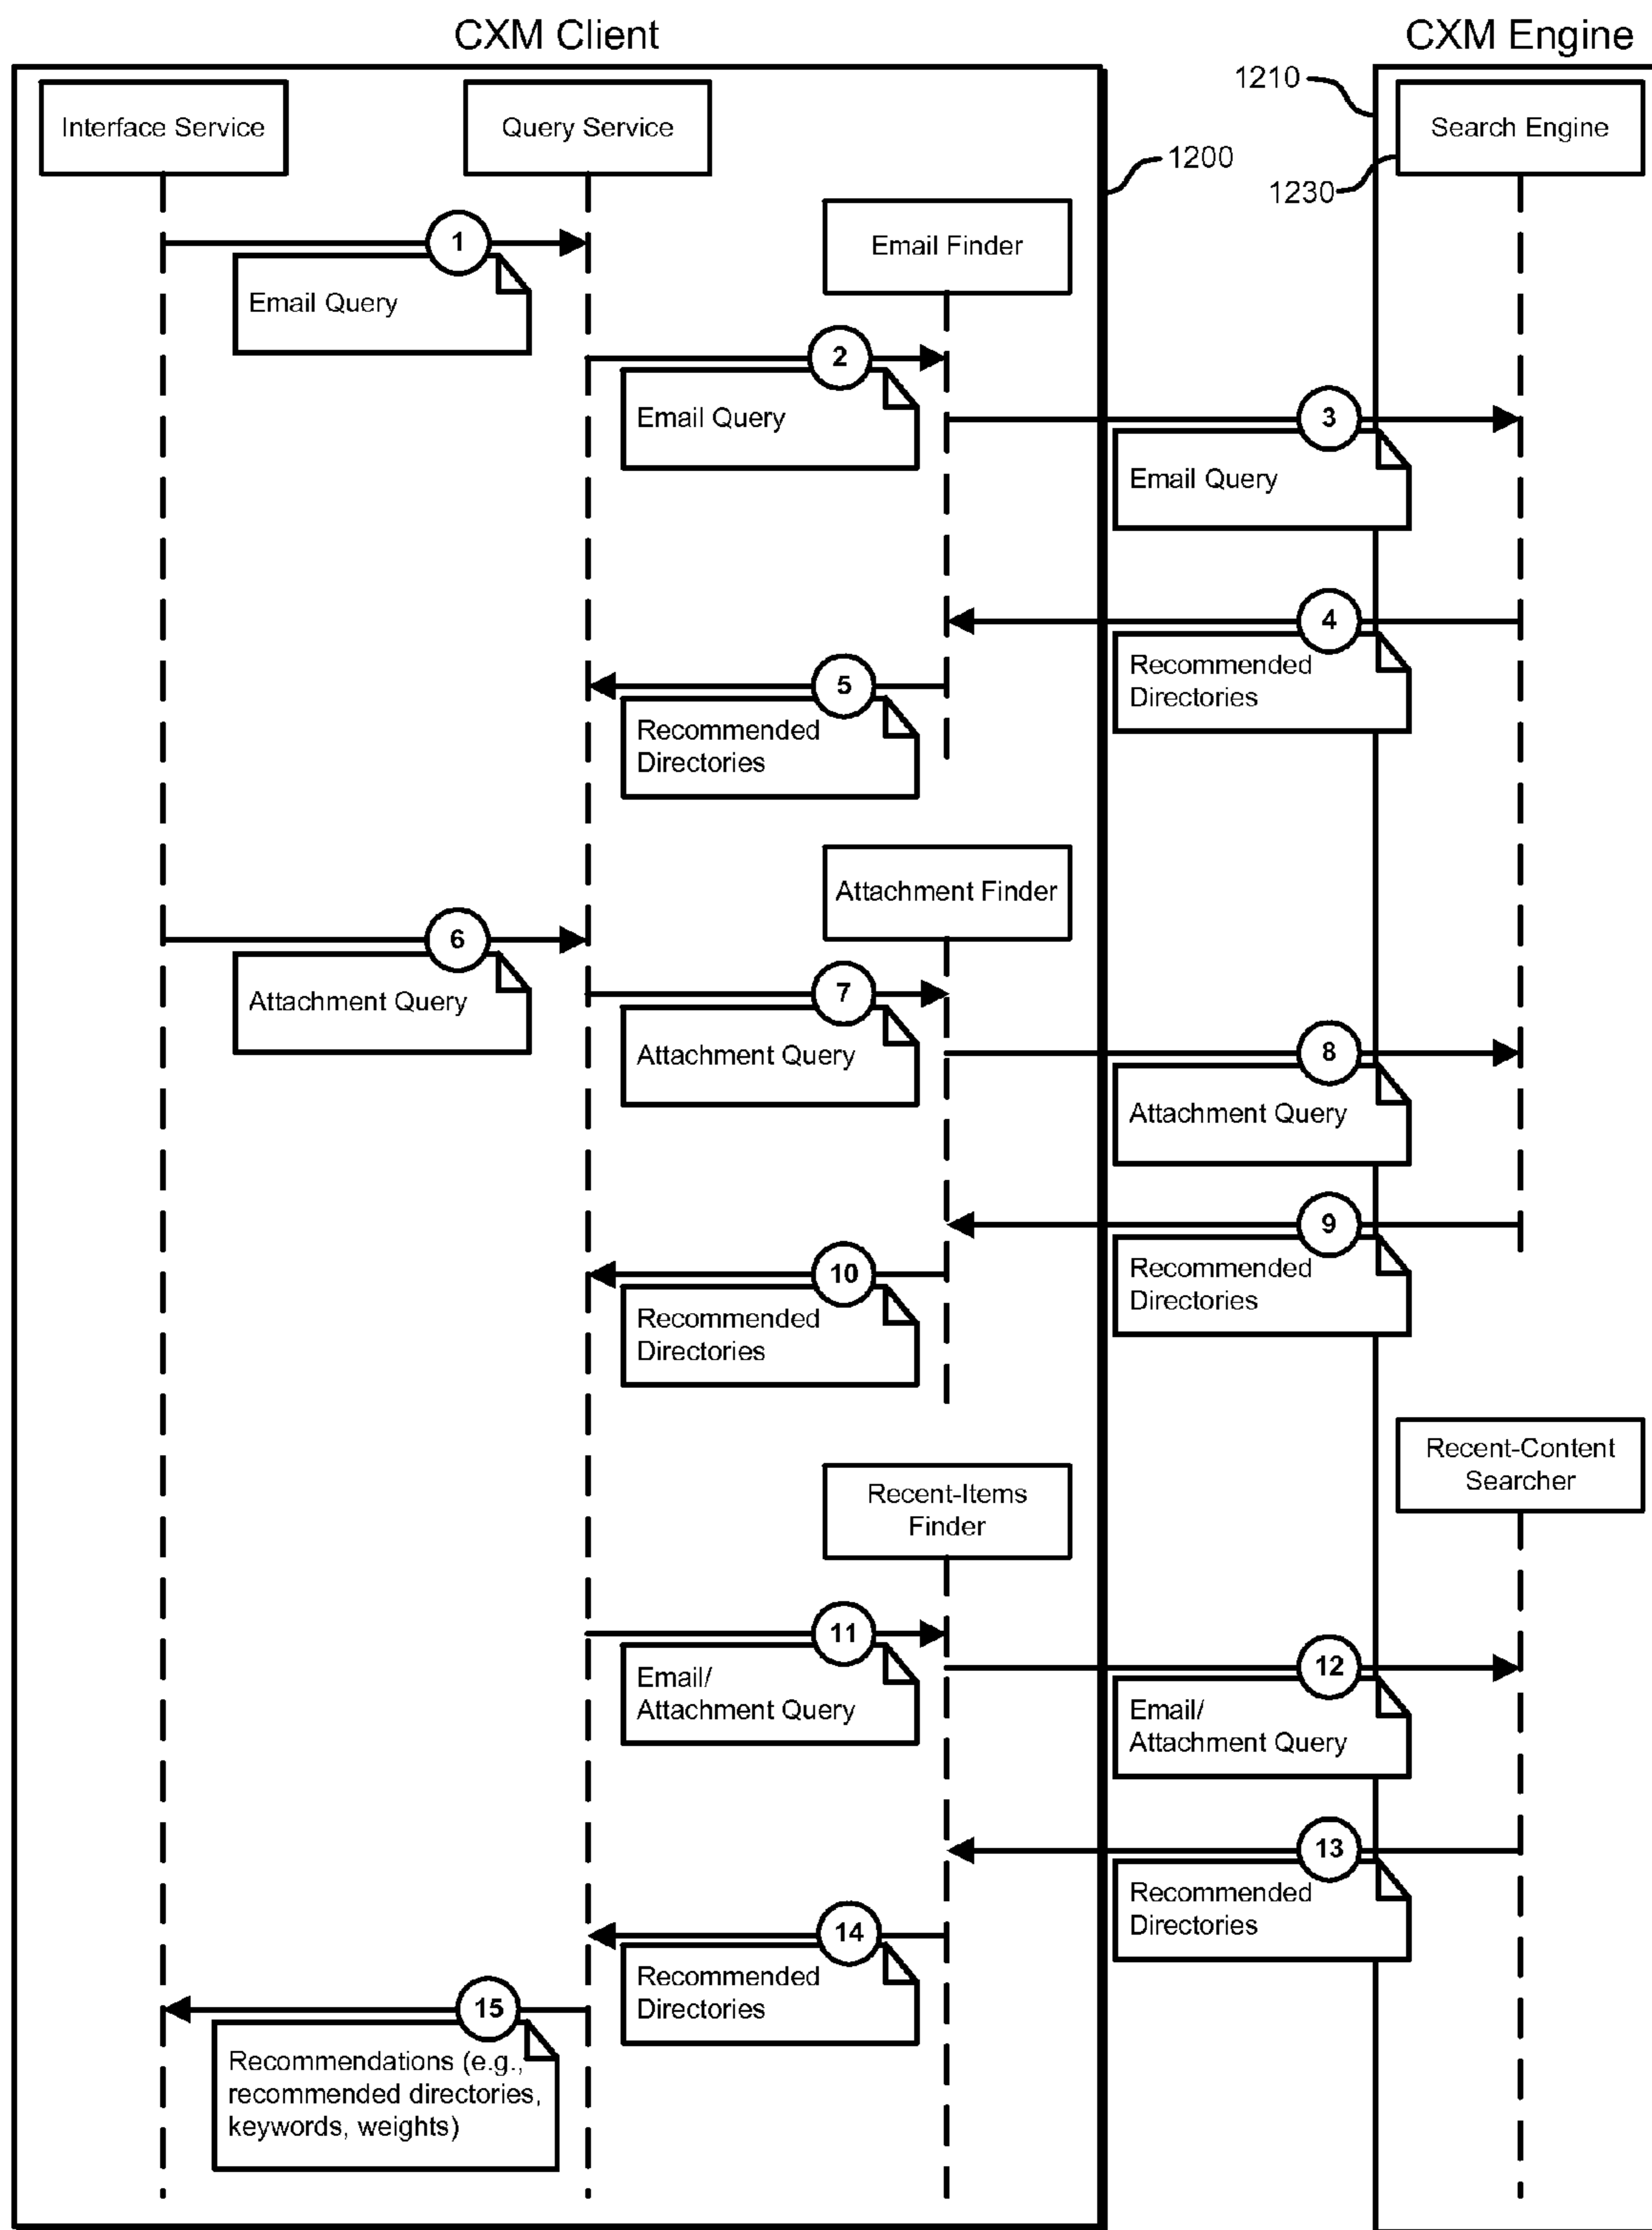 CXM Client
CXM Engine
1210
Interface Service
Query Service
Search Engine
1200
1230
Email Finder
1
Email Query
2
Email Query
3
Email Query
4
Recommended
Directories
5
Recommended
Directories
Attachment Finder
6
Attachment Query
7
Attachment Query
8
Attachment Query
9
Recommended
Directories
10
Recommended
Directories
Recent-Content
Searcher
Recent-Items
Finder
11
Email/
Attachment Query
12
Email/
Attachment Query
13
Recommended
Directories
14
Recommended
Directories
15
Recommendations (e.g.,
recommended directories,
keywords, weights)